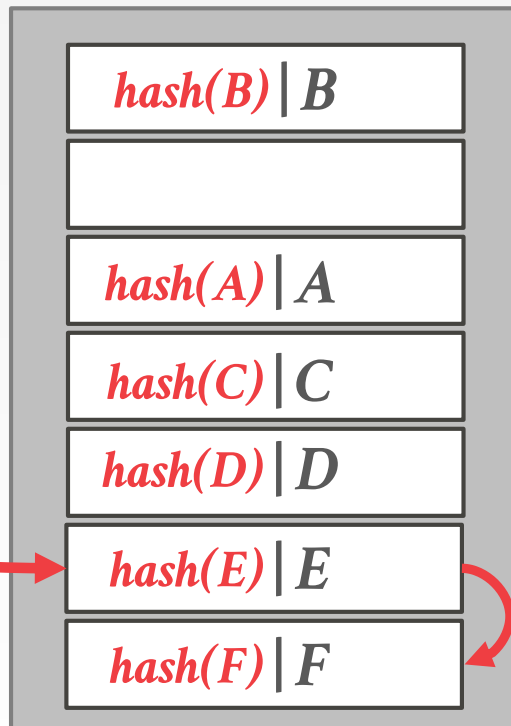 hash(B) | B
hash(A) | A
hash(C) | C
hash(D) | D
hash(E) | E
hash(F) | F